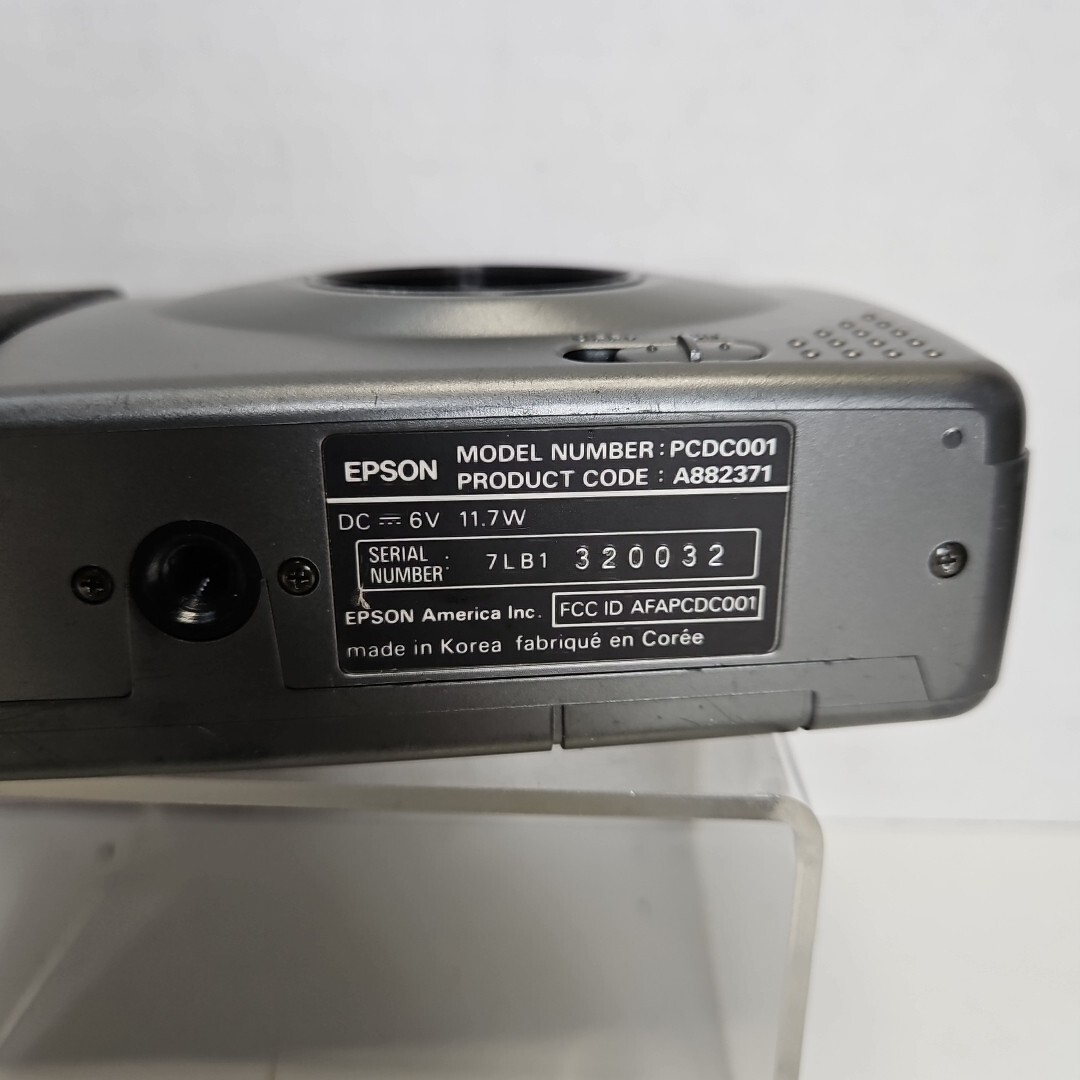 EPSON MODEL NUMBER: PCDC001
PRODUCT CODE : A882371
DC ⎓ 6V 11.7W
SERIAL NUMBER: 7LB1 320032
EPSON America Inc. FCC ID AFAPCDC001
made in Korea fabriqué en Corée